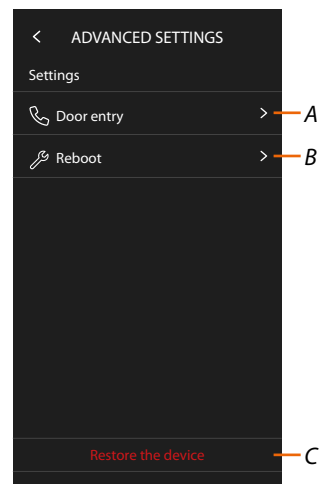 < ADVANCED SETTINGS
Settings
Door entry > A
Reboot > B
Restore the device C